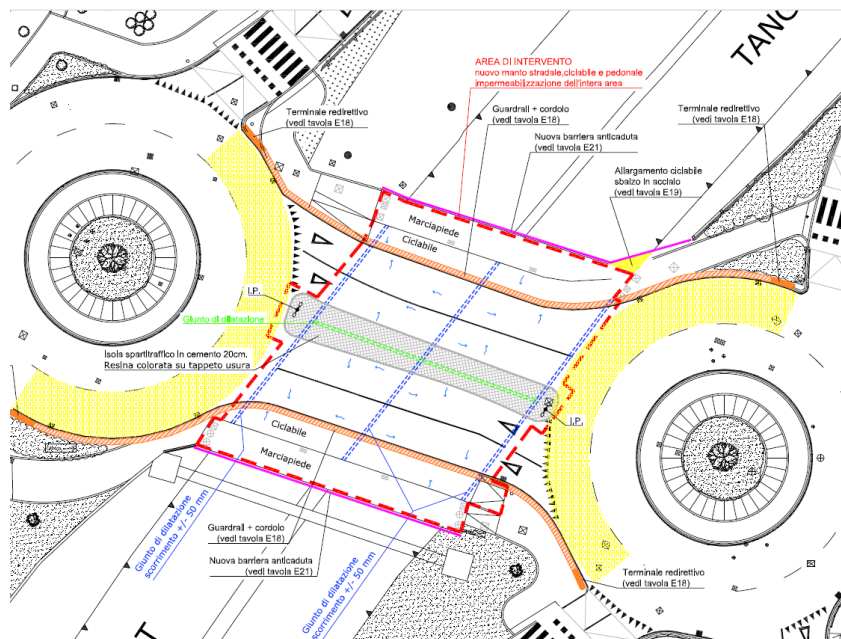 TANG
AREA DI INTERVENTO
nuovo manto stradale,ciclabile e pedonale
impermeabilizzazione dell'intera area
Terminale redirettivo
(vedi tavola E18)
Guardrail + cordolo
(vedi tavola E18)
Terminale redirettivo
(vedi tavola E18)
Nuova barriera anticaduta
(vedi tavola E21)
Allargamento ciclabile
sbalzo in acciaio
(vedi tavola E19)
Marciapiede
Ciclabile
I.P.
Giunto di dilatazione
Isola spartitraffico in cemento 20cm.
Resina colorata su tappeto usura
I.P.
Ciclabile
Marciapiede
Giunto di dilatazione
scorrimento +/- 50 mm
Guardrail + cordolo
(vedi tavola E18)
Nuova barriera anticaduta
(vedi tavola E21)
Giunto di dilatazione
scorrimento +/- 50 mm
Terminale redirettivo
(vedi tavola E18)
T